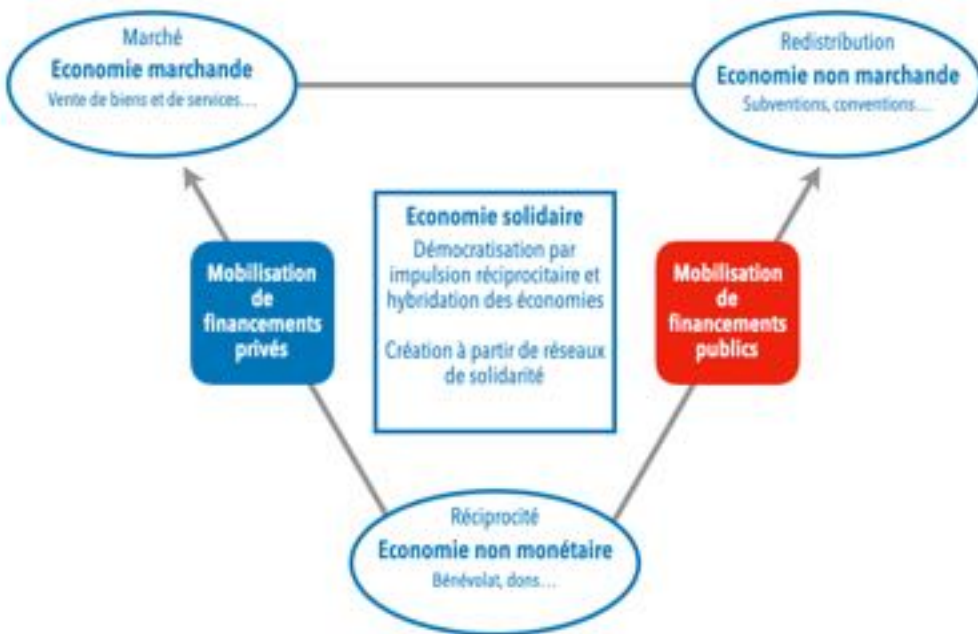 Marché
Economie marchande
Vente de biens et de services…
Redistribution
Economie non marchande
Subventions, conventions…
Mobilisation
de
financements
privés
Economie solidaire
Démocratisation par
impulsion réciprocitaire et
hybridation des économies
Création à partir de réseaux
de solidarité
Mobilisation
de
financements
publics
Réciprocité
Economie non monétaire
Bénévolat, dons…